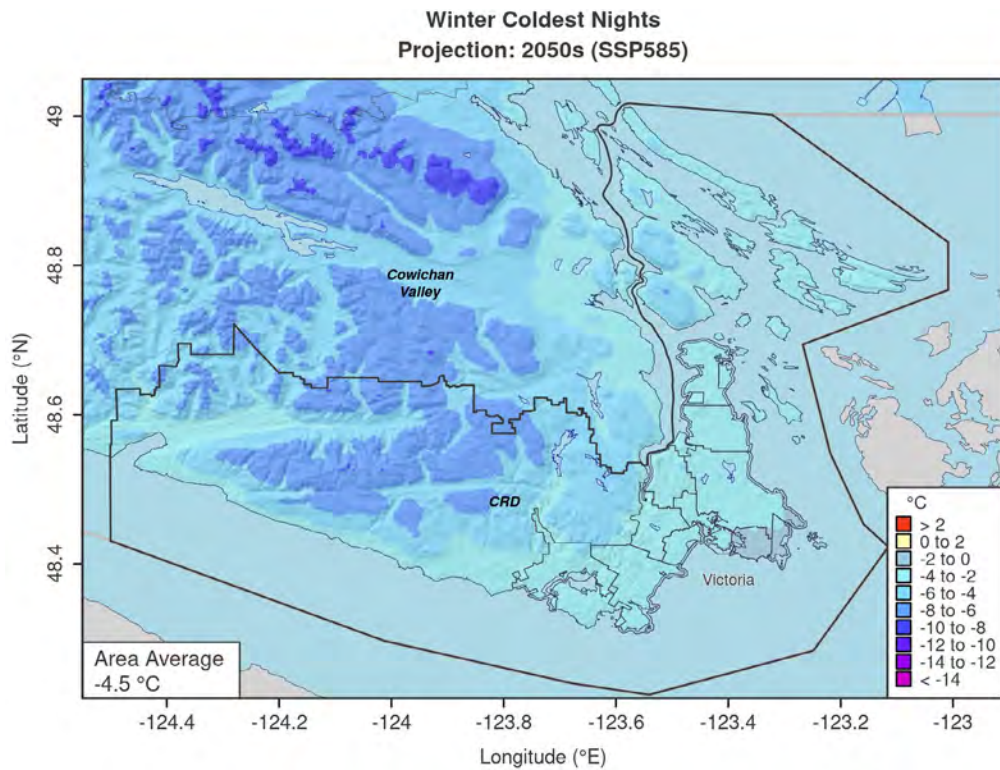 Winter Coldest Nights
Projection: 2050s (SSP585)
49
48.8
48.6
48.4
Latitude (°N)
Cowichan
Valley
CRD
Victoria
°C
> 2
0 to 2
-2 to 0
-4 to -2
-6 to -4
-8 to -6
-10 to -8
-12 to -10
-14 to -12
< -14
Area Average
-4.5 °C
-124.4
-124.2
-124
-123.8
-123.6
-123.4
-123.2
-123
Longitude (°E)